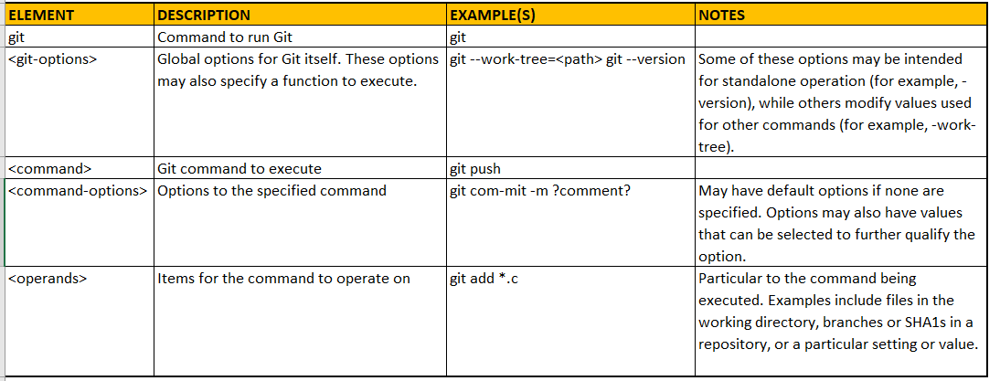 ELEMENT DESCRIPTION EXAMPLE(S) NOTES
git Command to run Git git
<git-options> Global options for Git itself. These options git --work-tree=<path> git --version Some of these options may be intended
may also specify a function to execute. for standalone operation (for example, -
version), while others modify values used
for other commands (for example, -work-
tree).
<command> Git command to execute git push
<command-options> Options to the specified command git com-mit -m ?comment? May have default options if none are
specified. Options may also have values
that can be selected to further qualify the
option.
<operands> Items for the command to operate on git add *.c Particular to the command being
executed. Examples include files in the
working directory, branches or SHA1s in a
repository, or a particular setting or value.